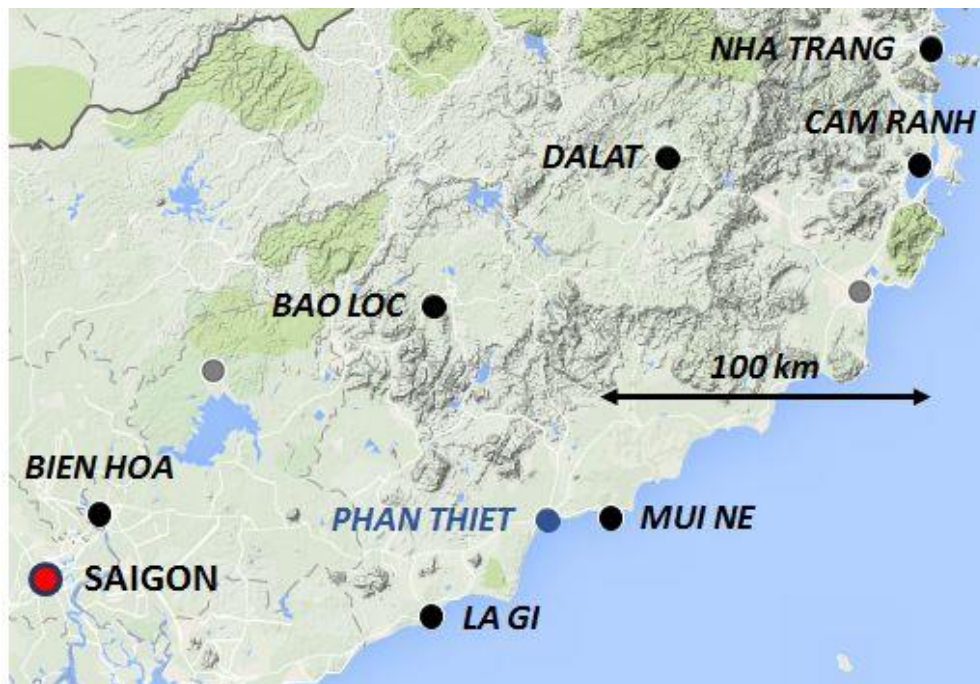 NHA TRANG
CAM RANH
DALAT
BAO LOC
100 km
BIEN HOA
PHAN THIET
MUI NE
SAIGON
LA GI